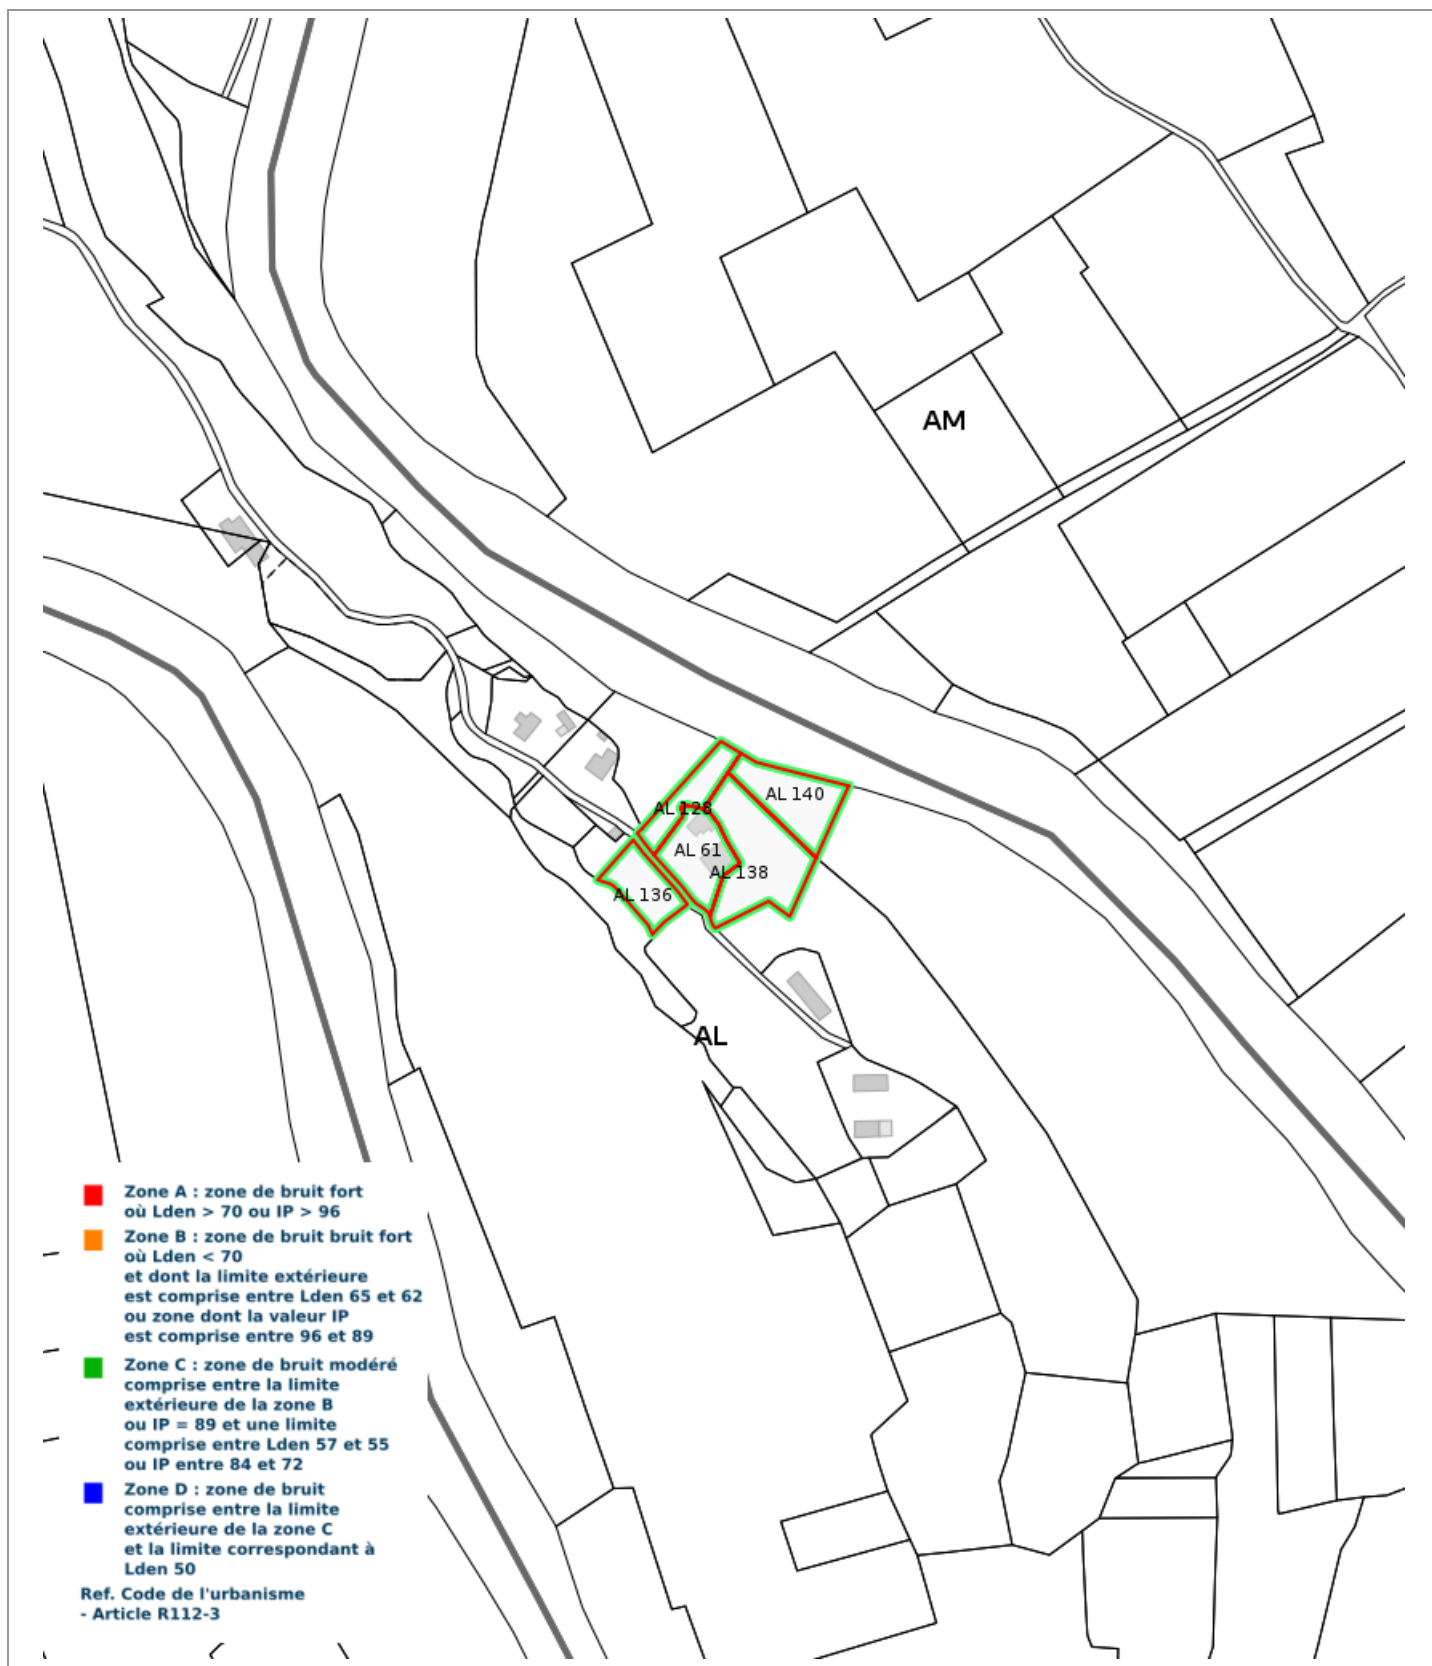 AM
AL 140
AL 128
AL 61
AL 138
AL 136
AL
Zone A : zone de bruit fort
où Lden > 70 ou IP > 96
Zone B : zone de bruit bruit fort
où Lden < 70
et dont la limite extérieure
est comprise entre Lden 65 et 62
ou zone dont la valeur IP
est comprise entre 96 et 89
Zone C : zone de bruit modéré
comprise entre la limite
extérieure de la zone B
ou IP = 89 et une limite
comprise entre Lden 57 et 55
ou IP entre 84 et 72
Zone D : zone de bruit
comprise entre la limite
extérieure de la zone C
et la limite correspondant à
Lden 50
Ref. Code de l'urbanisme
- Article R112-3